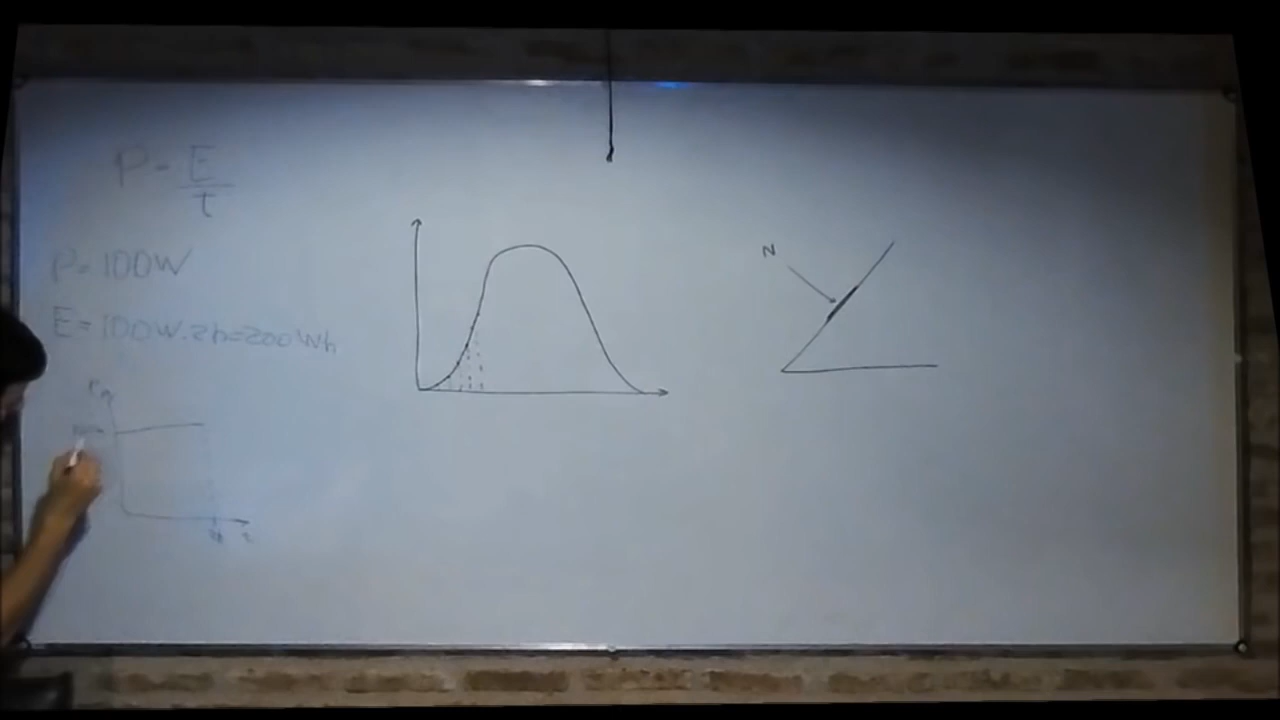 P = E/t
P = 100W
E = 100W.2h=200Wh
t
N